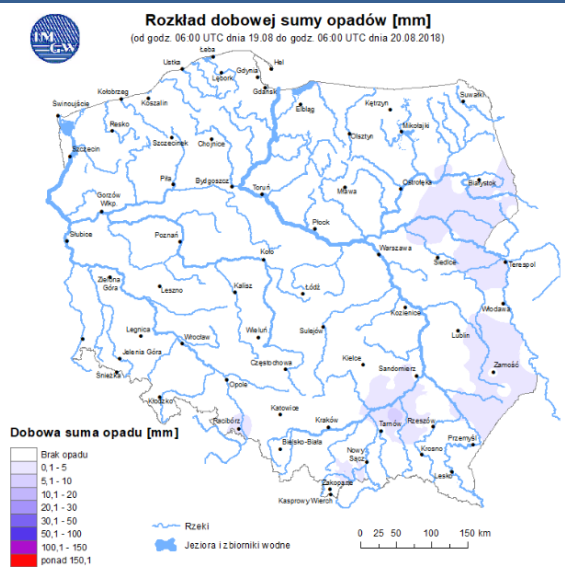 IM
GW
Rozkład dobowej sumy opadów [mm]
(od godz. 06:00 UTC dnia 19.08 do godz. 06:00 UTC dnia 20.08.2018)
Łeba
Ustka
Hel
Gdynia
Lębork
Gdańsk
Kołobrzeg
Koszalin
Świnoujście
Elbląg
Kętrzyn
Suwałki
Resko
Mikołajki
Szczecinek
Chojnice
Olsztyn
Szczecin
Piła
Bydgoszcz
Toruń
Mława
Ostrołęka
Białystok
Gorzów
Wlkp.
Płock
Słubice
Poznań
Warszawa
Koło
Siedlce
Terespol
Zielona
Góra
Leszno
Kalisz
Łódź
Kozienice
Włodawa
Legnica
Wrocław
Wieluń
Sulejów
Lublin
Jelenia Góra
Częstochowa
Kielce
Zamość
Śnieżka
Opole
Sandomierz
Kłodzko
Katowice
Racibórz
Kraków
Tarnów
Rzeszów
Przemyśl
Bielsko-Biała
Nowy
Sącz
Krosno
Lesko
Zakopane
Kasprowy Wierch
Dobowa suma opadu [mm]
Brak opadu
0,1 - 5
5,1 - 10
10,1 - 20
20,1 - 30
30,1 - 50
50,1 - 100
100,1 - 150
ponad 150,1
Rzeki
Jeziora i zbiorniki wodne
0 25 50 100 150 km